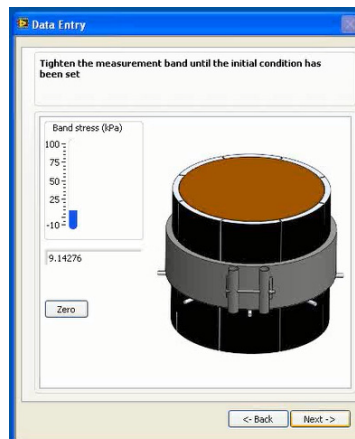 Data Entry
Tighten the measurement band until the initial condition has
been set
Band stress (kPa)
100
75
50
25
-10
9.14276
Zero
<- Back
Next ->